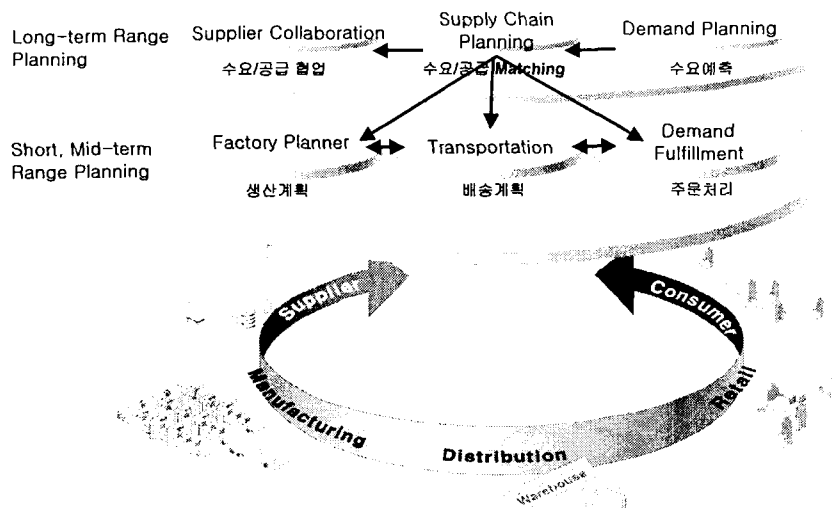 Long-term Range
Planning
Supplier Collaboration
수요/공급 협업
Supply Chain
Planning
수요/공급 Matching
Demand Planning
수요예측
Short, Mid-term
Range Planning
Factory Planner
생산계획
Transportation
배송계획
Demand
Fulfillment
주문처리
Supplier
Consumer
Manufacturing
Distribution
Retail
Warehouse